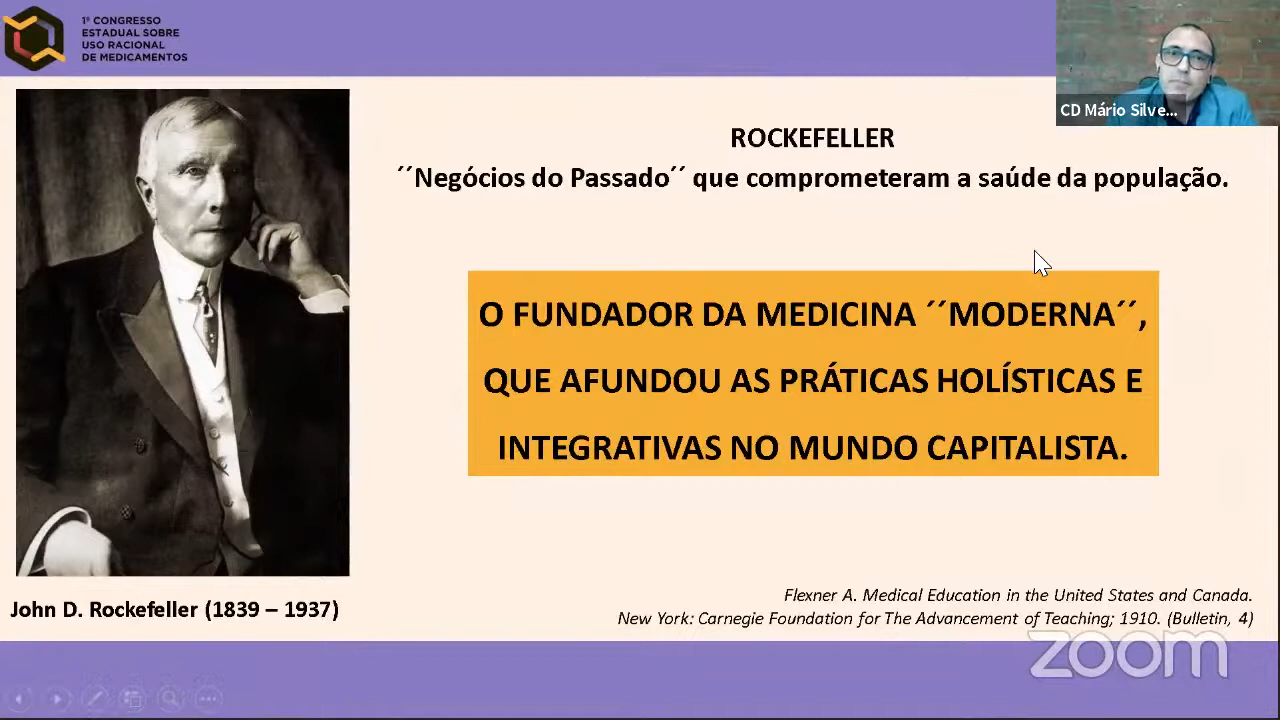 1º CONGRESSO
ESTADUAL SOBRE
USO RACIONAL
DE MEDICAMENTOS
CD Mário Silve...
ROCKEFELLER
´´Negócios do Passado´´ que comprometeram a saúde da população.
O FUNDADOR DA MEDICINA ´´MODERNA´´,
QUE AFUNDOU AS PRÁTICAS HOLÍSTICAS E
INTEGRATIVAS NO MUNDO CAPITALISTA.
Flexner A. Medical Education in the United States and Canada.
New York: Carnegie Foundation for The Advancement of Teaching; 1910. (Bulletin, 4)
John D. Rockefeller (1839 – 1937)
zoom